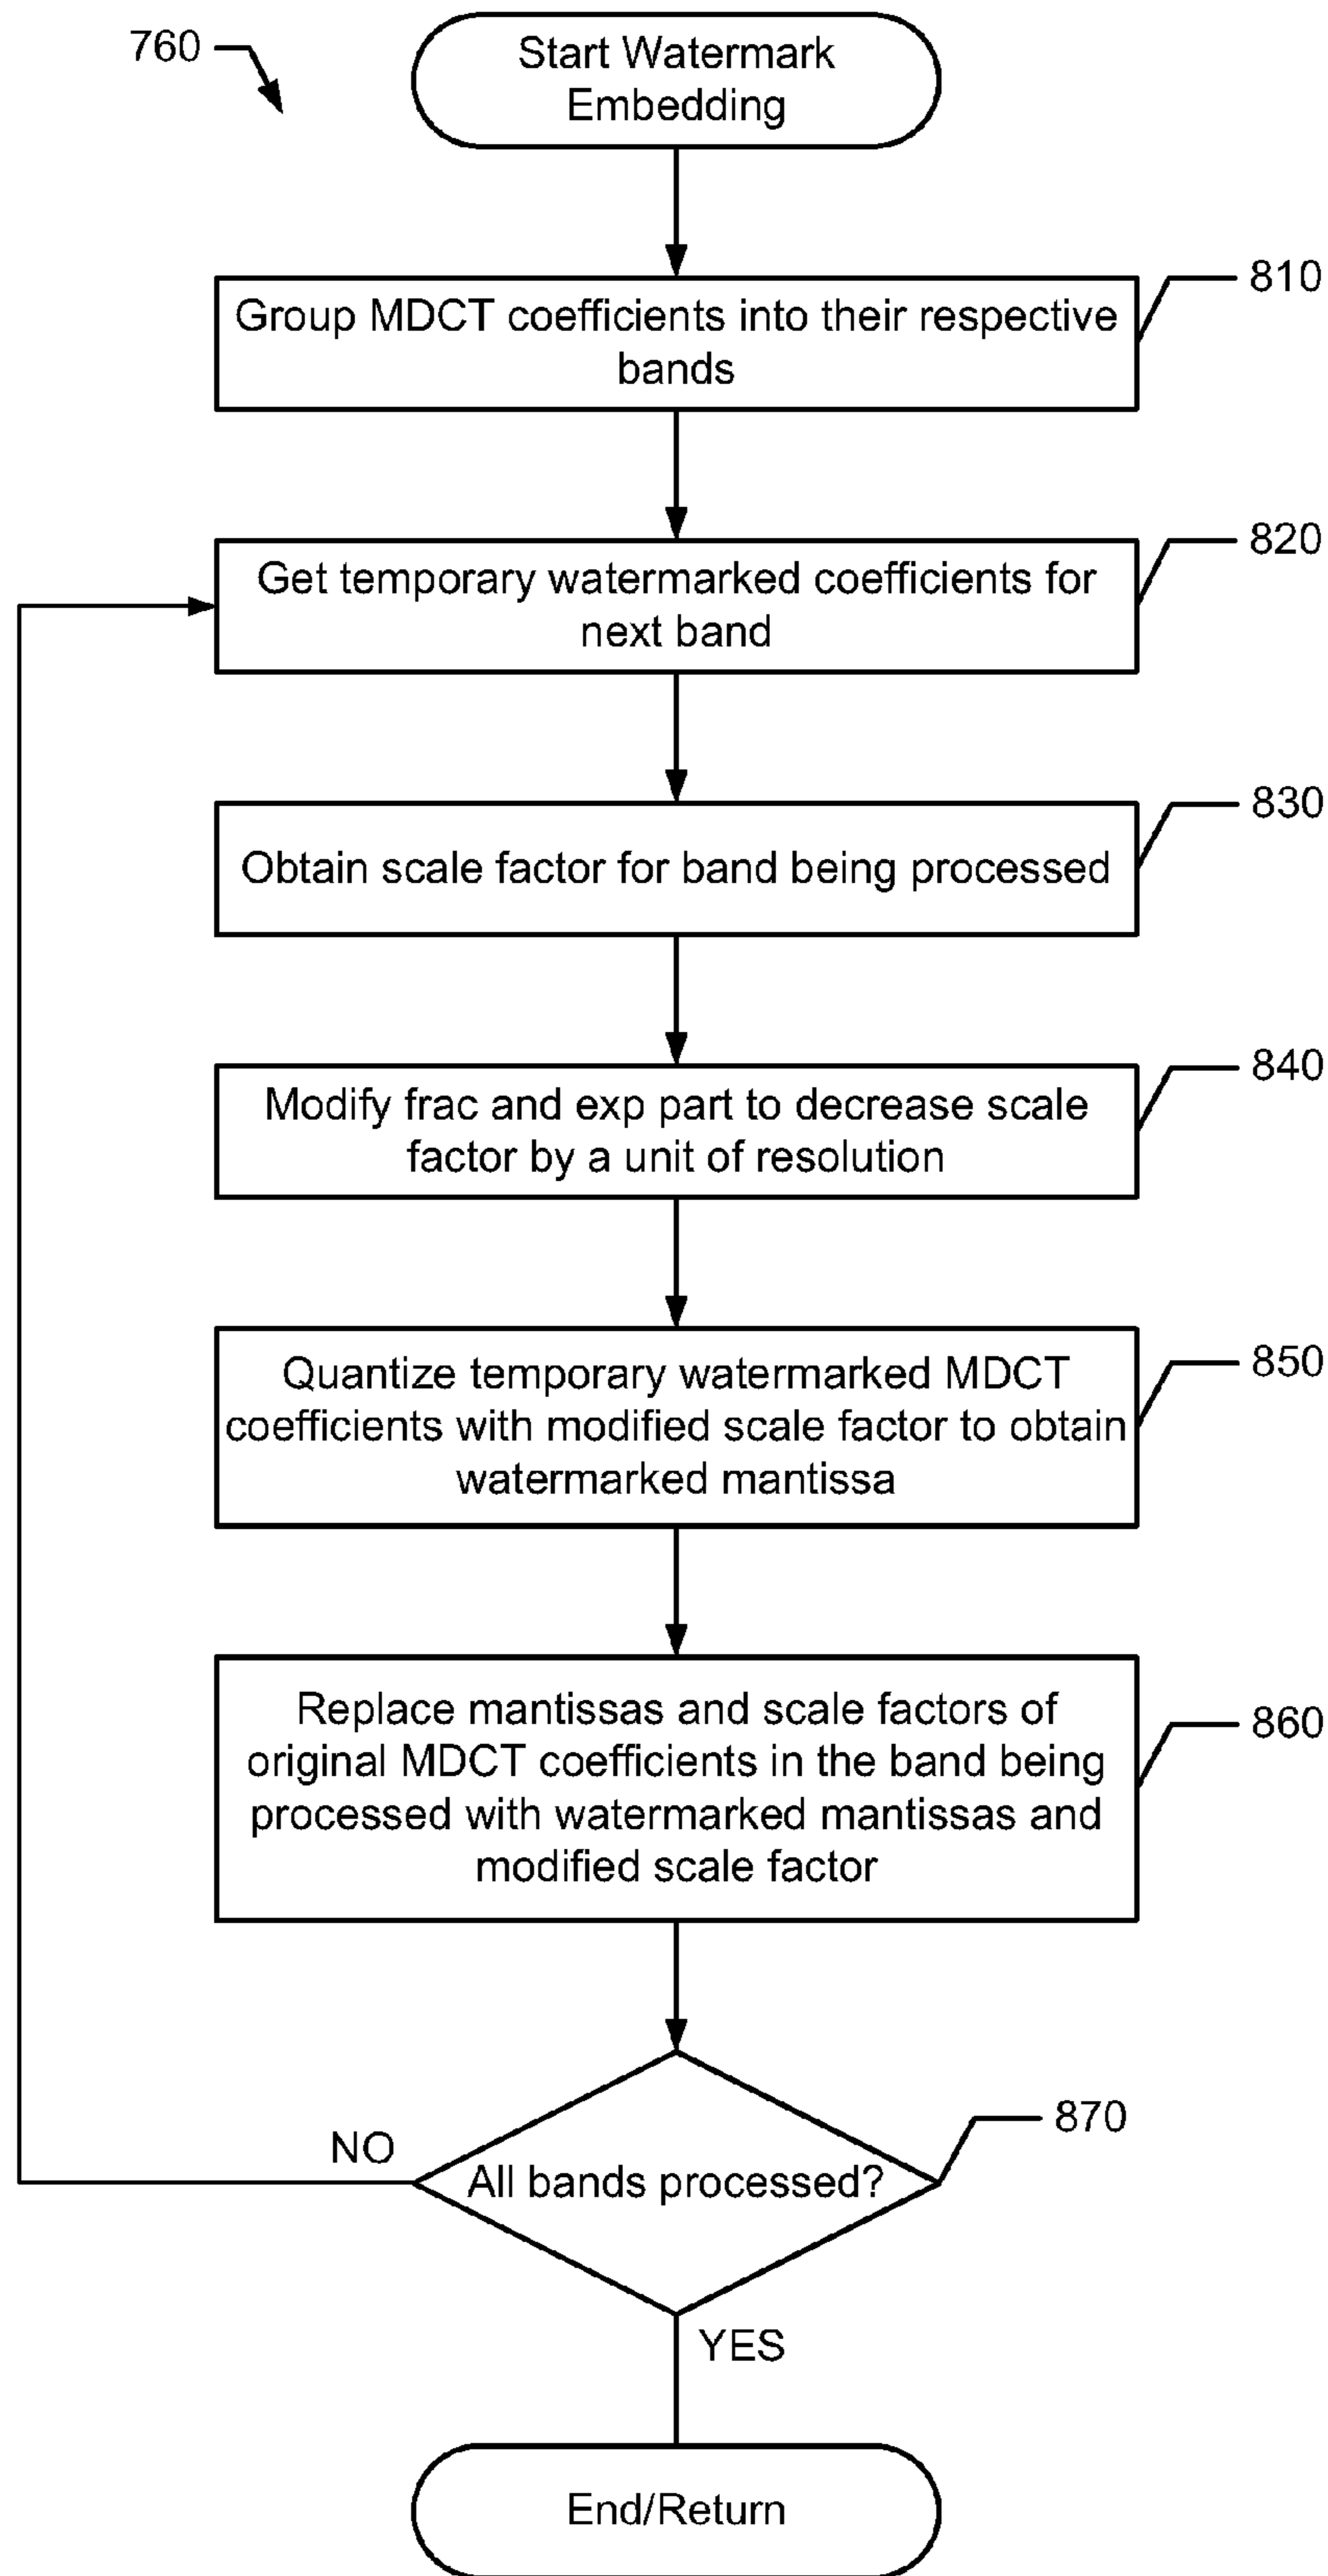 760
Start Watermark
Embedding
810
Group MDCT coefficients into their respective
bands
820
Get temporary watermarked coefficients for
next band
830
Obtain scale factor for band being processed
840
Modify frac and exp part to decrease scale
factor by a unit of resolution
850
Quantize temporary watermarked MDCT
coefficients with modified scale factor to obtain
watermarked mantissa
860
Replace mantissas and scale factors of
original MDCT coefficients in the band being
processed with watermarked mantissas and
modified scale factor
870
NO
All bands processed?
YES
End/Return